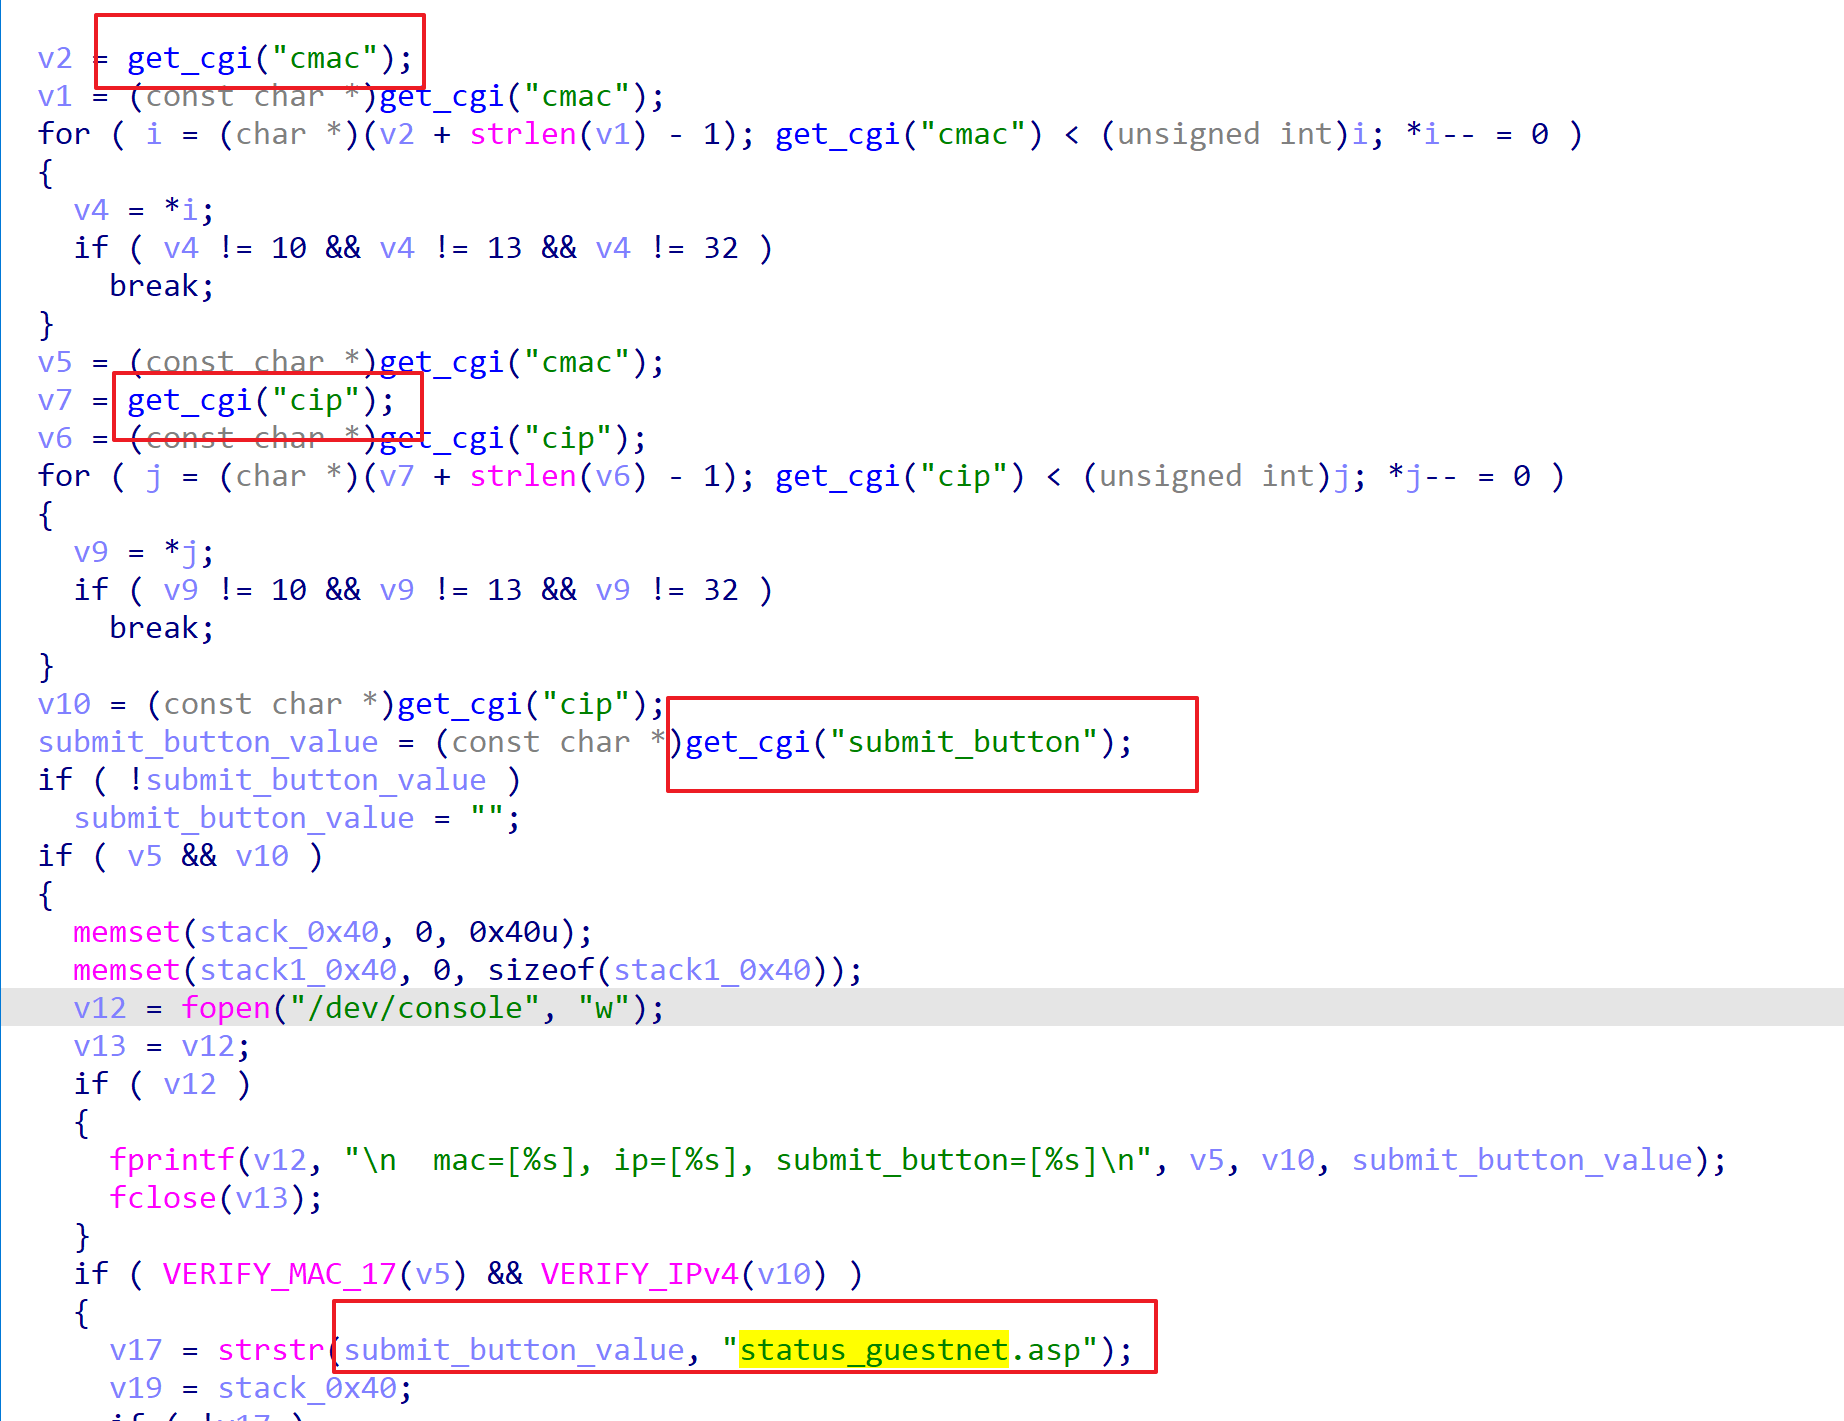 v2 = get_cgi("cmac");
v1 = (const char *)get_cgi("cmac");
for ( i = (char *)(v2 + strlen(v1) - 1); get_cgi("cmac") < (unsigned int)i; *i-- = 0 )
{
  v4 = *i;
  if ( v4 != 10 && v4 != 13 && v4 != 32 )
    break;
}
v5 = (const char *)get_cgi("cmac");
v7 = get_cgi("cip");
v6 = (const char *)get_cgi("cip");
for ( j = (char *)(v7 + strlen(v6) - 1); get_cgi("cip") < (unsigned int)j; *j-- = 0 )
{
  v9 = *j;
  if ( v9 != 10 && v9 != 13 && v9 != 32 )
    break;
}
v10 = (const char *)get_cgi("cip");
submit_button_value = (const char *)get_cgi("submit_button");
if ( !submit_button_value )
  submit_button_value = "";
if ( v5 && v10 )
{
  memset(stack_0x40, 0, 0x40u);
  memset(stack1_0x40, 0, sizeof(stack1_0x40));
  v12 = fopen("/dev/console", "w");
  v13 = v12;
  if ( v12 )
  {
    fprintf(v12, "\n  mac=[%s], ip=[%s], submit_button=[%s]\n", v5, v10, submit_button_value);
    fclose(v13);
  }
  if ( VERIFY_MAC_17(v5) && VERIFY_IPv4(v10) )
  {
    v17 = strstr(submit_button_value, "status_guestnet.asp");
    v19 = stack_0x40;
    if ( !v17 )